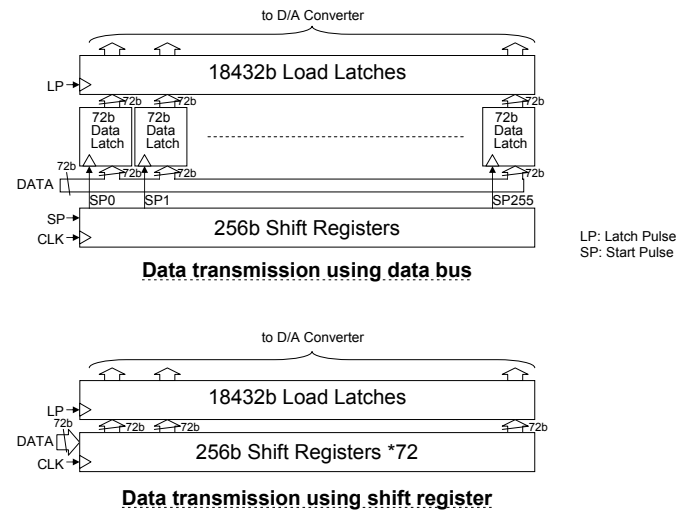 to D/A Converter
18432b Load Latches
LP
72b 72b 72b
72b Data Latch
72b Data Latch
72b Data Latch
72b 72b 72b 72b
DATA
SP0 SP1 SP255
SP
256b Shift Registers
CLK
LP: Latch Pulse
SP: Start Pulse
Data transmission using data bus
to D/A Converter
18432b Load Latches
LP
72b 72b 72b 72b
DATA
256b Shift Registers *72
CLK
Data transmission using shift register